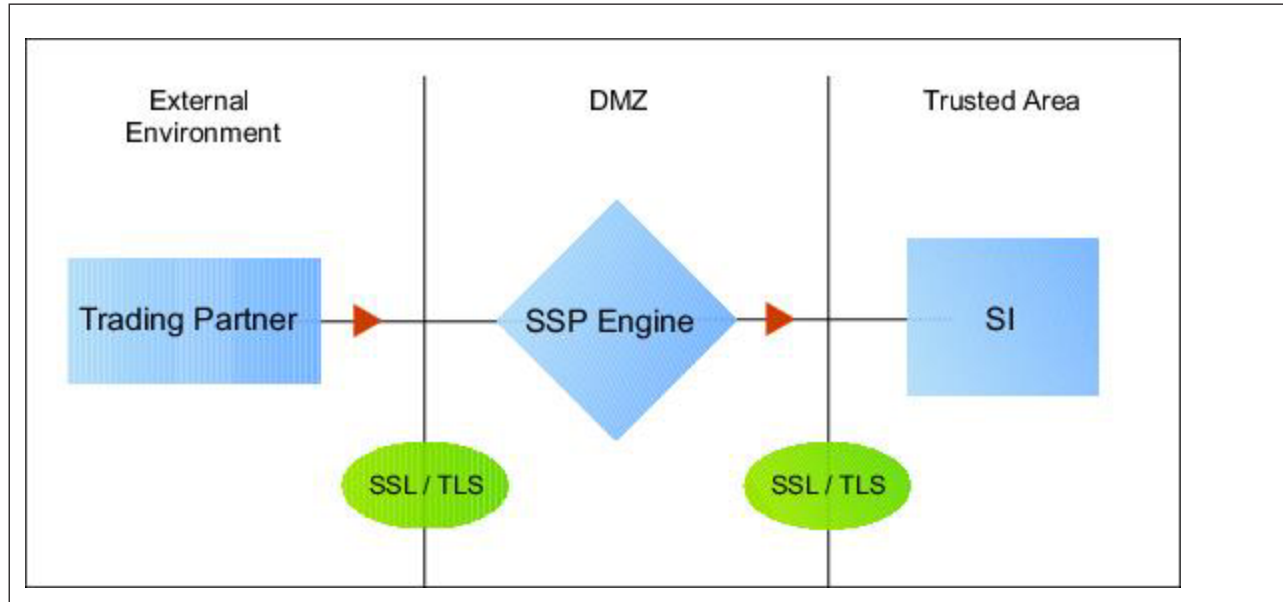 External
Environment
DMZ
Trusted Area
Trading Partner
SSP Engine
SI
SSL / TLS
SSL / TLS